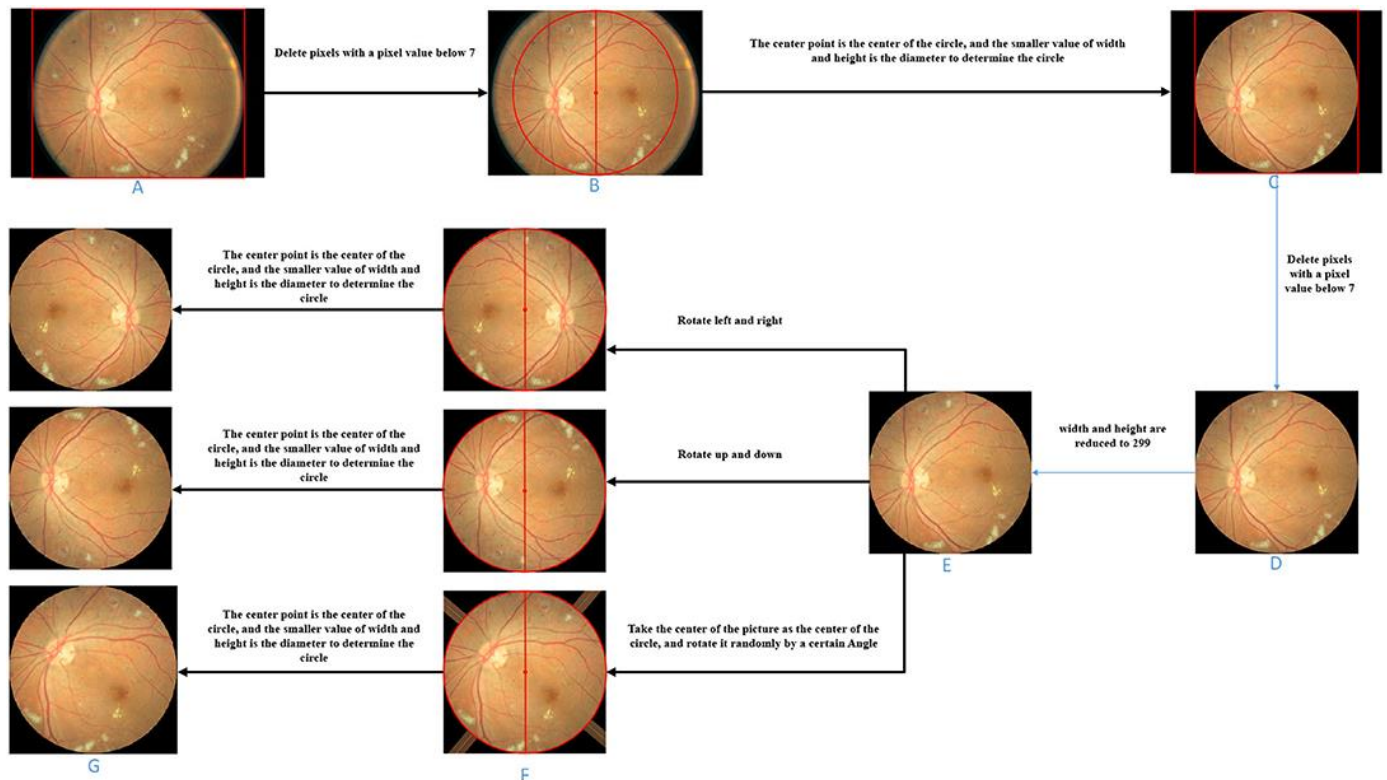 Delete pixels with a pixel value below 7
The center point is the center of the circle, and the smaller value of width
and height is the diameter to determine the
circle
A
B
C
Delete pixels
with a pixel
value below 7
The center point is the center of the
circle, and the smaller value of width and
height is the diameter to determine the
circle
Rotate left and right
The center point is the center of the
circle, and the smaller value of width and
height is the diameter to determine the
circle
Rotate up and down
width and height are
reduced to 299
E
D
The center point is the center of the
circle, and the smaller value of width and
height is the diameter to determine the
circle
Take the center of the picture as the center of the
circle, and rotate it randomly by a certain Angle
G
F